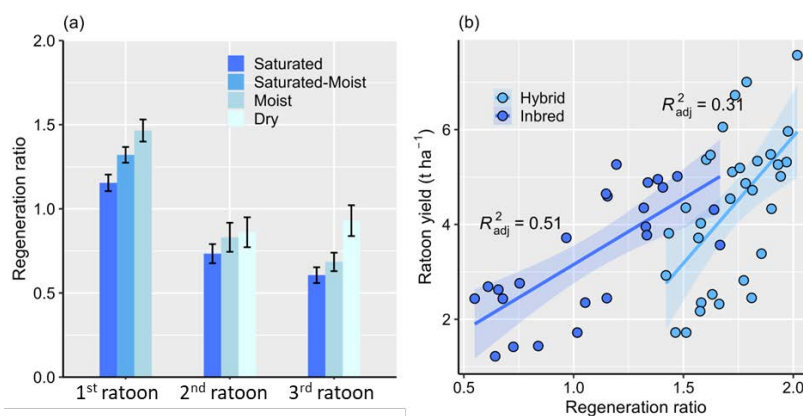 (a)
2.0
1.5
1.0
0.5
0.0
Regeneration ratio
Saturated
Saturated-Moist
Moist
Dry
1st ratoon 2nd ratoon 3rd ratoon
(b)
6
4
2
Ratoon yield (t ha−1)
Hybrid
Inbred
R2adj = 0.31
R2adj = 0.51
0.5 1.0 1.5 2.0
Regeneration ratio